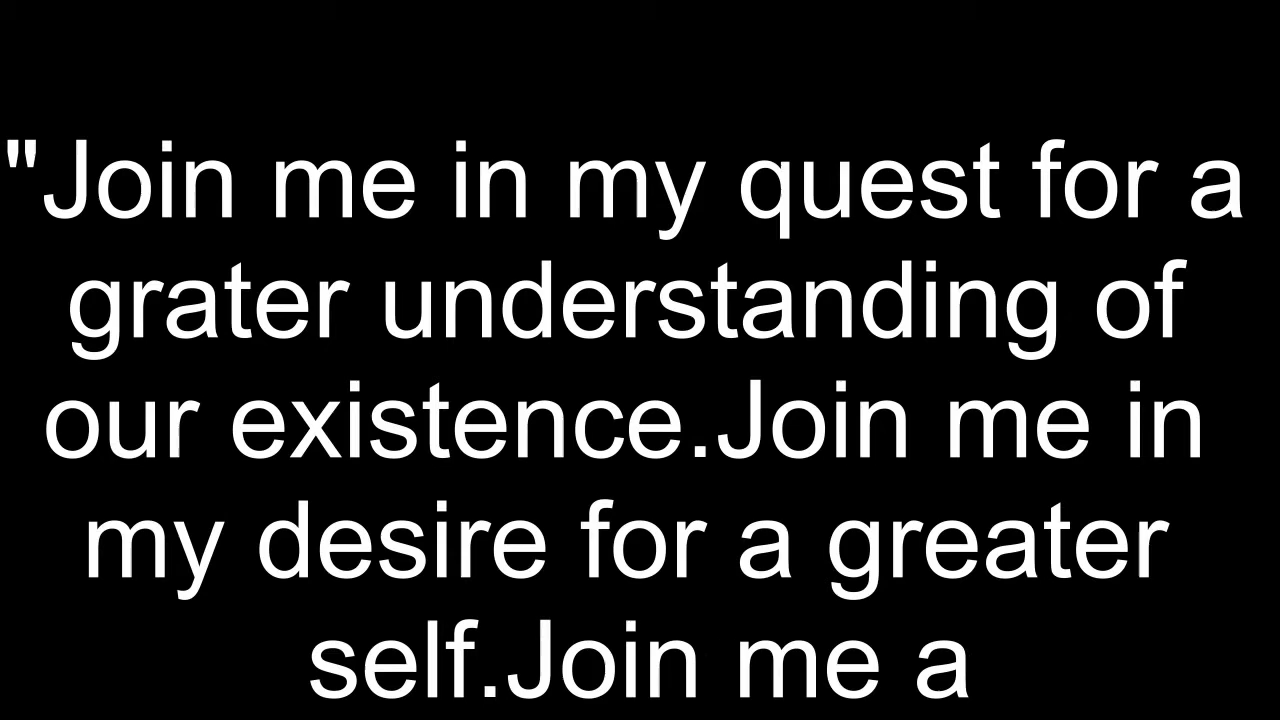 "Join me in my quest for a
grater understanding of
our existence.Join me in
my desire for a greater
self.Join me a